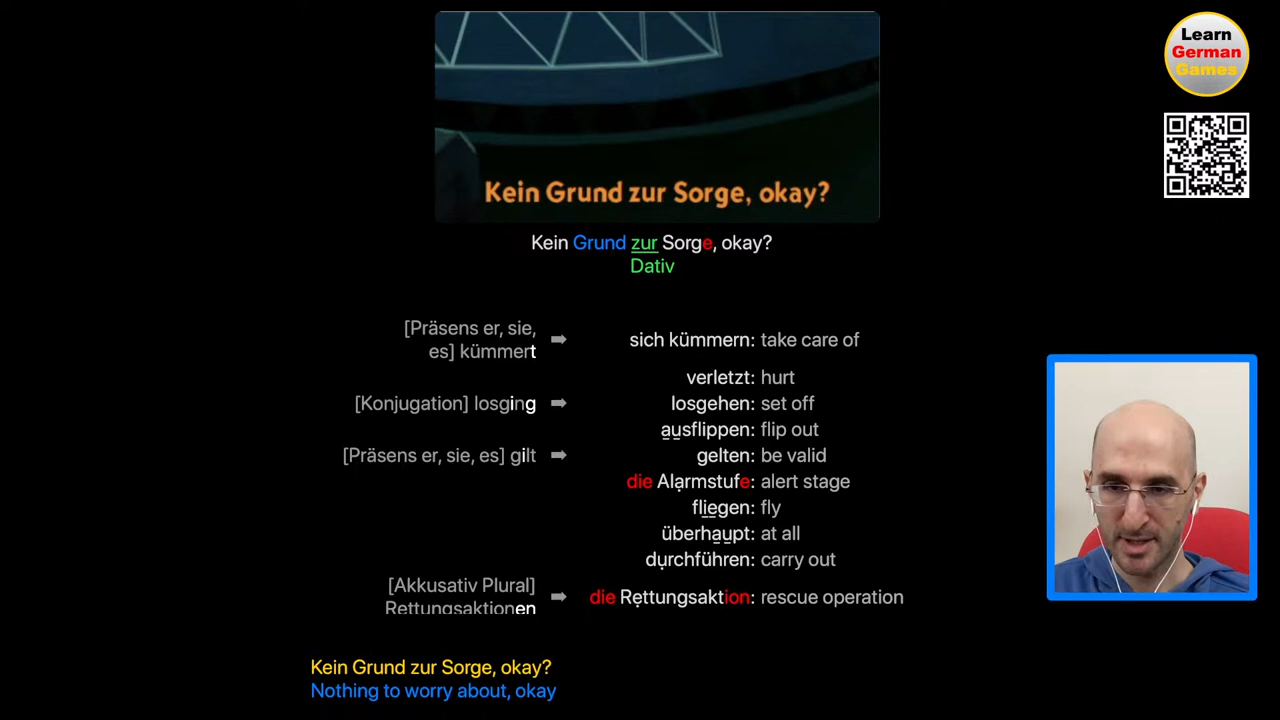 Learn
German
Games
Kein Grund zur Sorge, okay?
Kein Grund zur Sorge, okay?
Dativ
[Präsens er, sie,
es] kümmert ➡ sich kümmern: take care of
verletzt: hurt
[Konjugation] losging ➡ losgehen: set off
ausflippen: flip out
[Präsens er, sie, es] gilt ➡ gelten: be valid
die Alarmstufe: alert stage
fliegen: fly
überhaupt: at all
durchführen: carry out
[Akkusativ Plural]
Rettungsaktionen ➡ die Rettungsaktion: rescue operation
Kein Grund zur Sorge, okay?
Nothing to worry about, okay